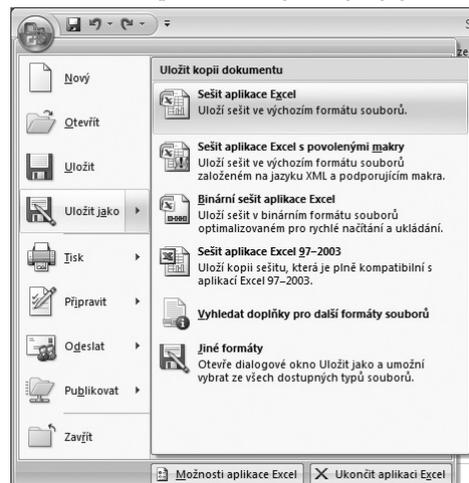 Nový
Otevřít
Uložit
Uložit jako
Tisk
Připravit
Odeslat
Publikovat
Zavřít
Uložit kopii dokumentu
Sešit aplikace Excel
Uloží sešit ve výchozím formátu souborů.
Sešit aplikace Excel s povolenými makry
Uloží sešit ve výchozím formátu souborů
založeném na jazyku XML a podporujícím makra.
Binární sešit aplikace Excel
Uloží sešit v binárním formátu souborů
optimalizovaném pro rychlé načítání a ukládání.
Sešit aplikace Excel 97–2003
Uloží kopii sešitu, která je plně kompatibilní s
aplikací Excel 97–2003.
Vyhledat doplňky pro další formáty souborů
Jiné formáty
Otevře dialogové okno Uložit jako a umožní
vybrat ze všech dostupných typů souborů.
Možnosti aplikace Excel
Ukončit aplikaci Excel